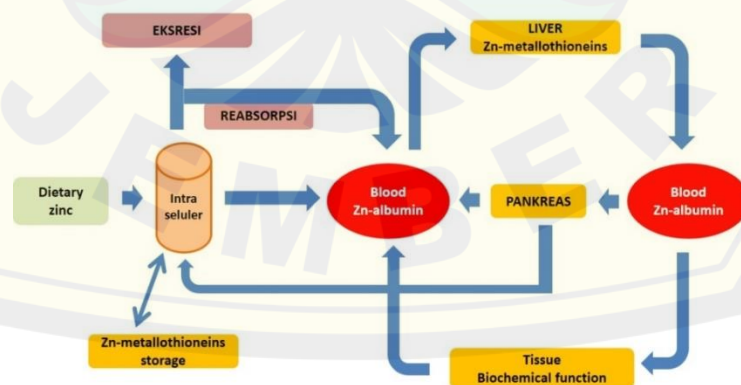 EKSRESI
LIVER
Zn-metallothioneins
REABSORPSI
Dietary
zinc
Intra
seluler
Blood
Zn-albumin
PANKREAS
Blood
Zn-albumin
Zn-metallothioneins
storage
Tissue
Biochemical function
JEMBER